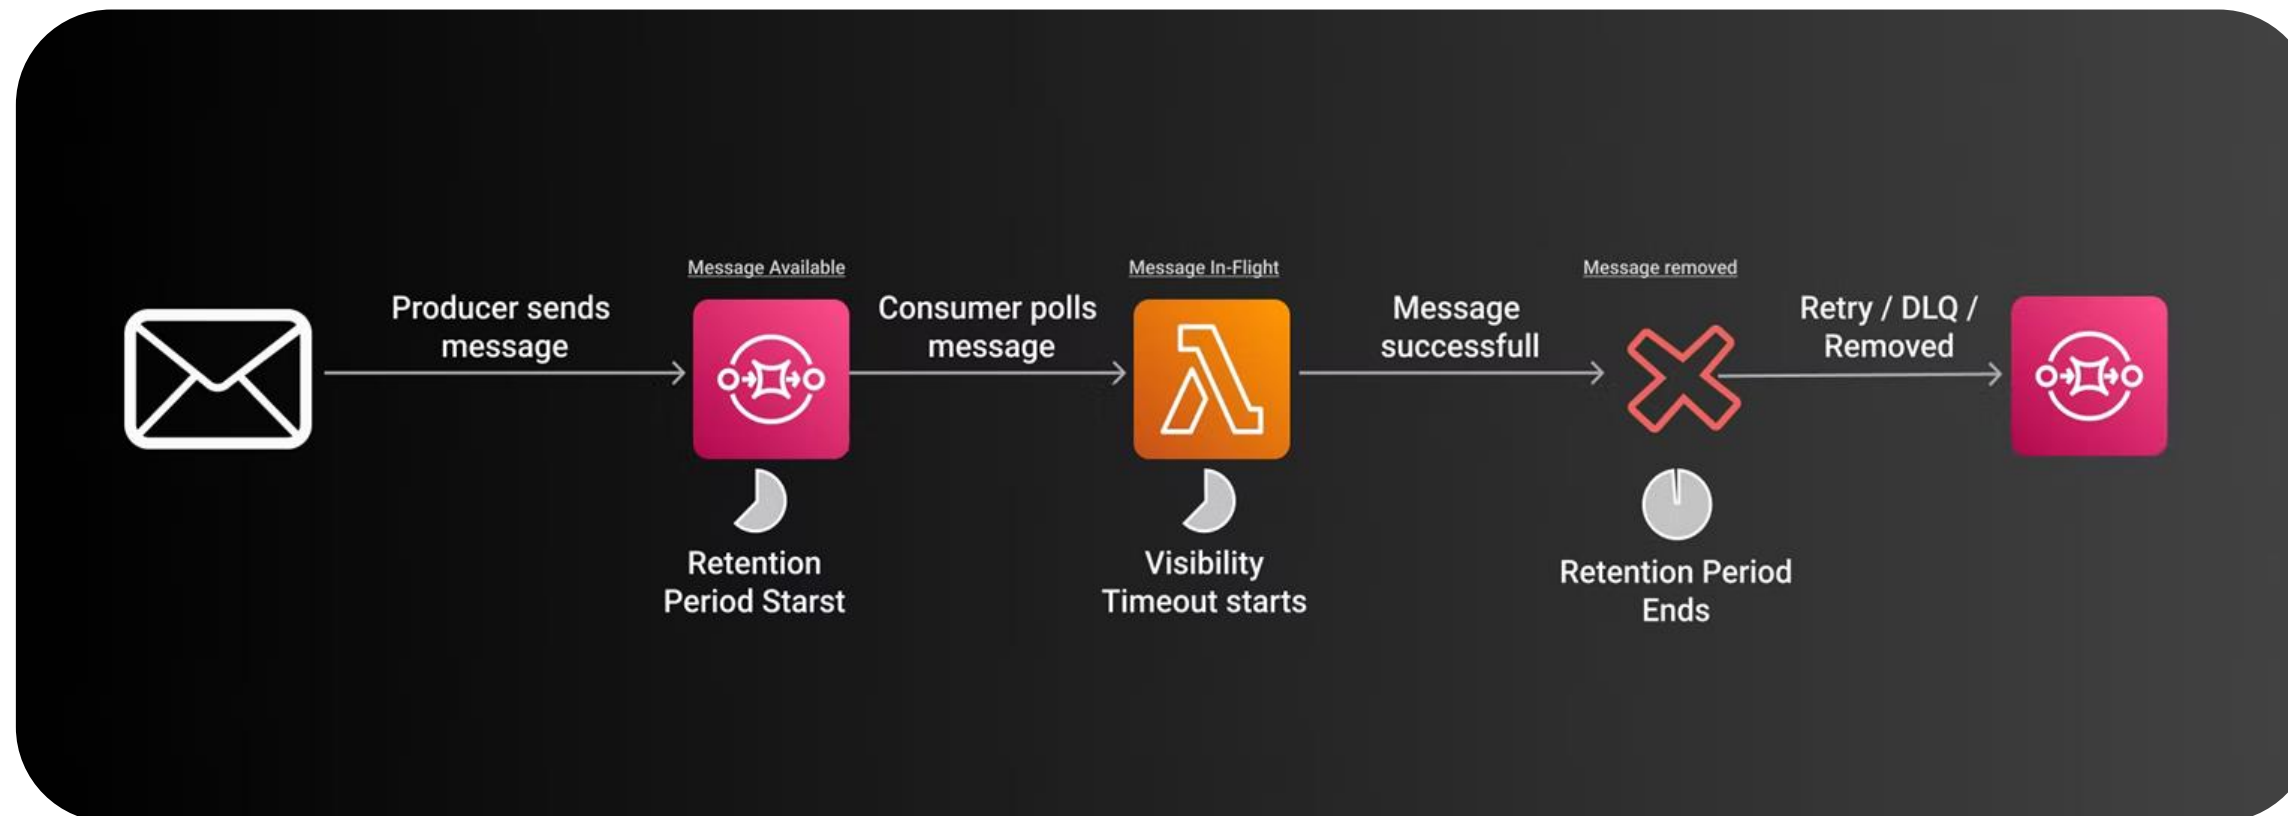 Message Available
Message In-Flight
Message removed
Producer sends
message
Consumer polls
message
Message
successfull
Retry / DLQ /
Removed
Retention
Period Starst
Visibility
Timeout starts
Retention Period
Ends